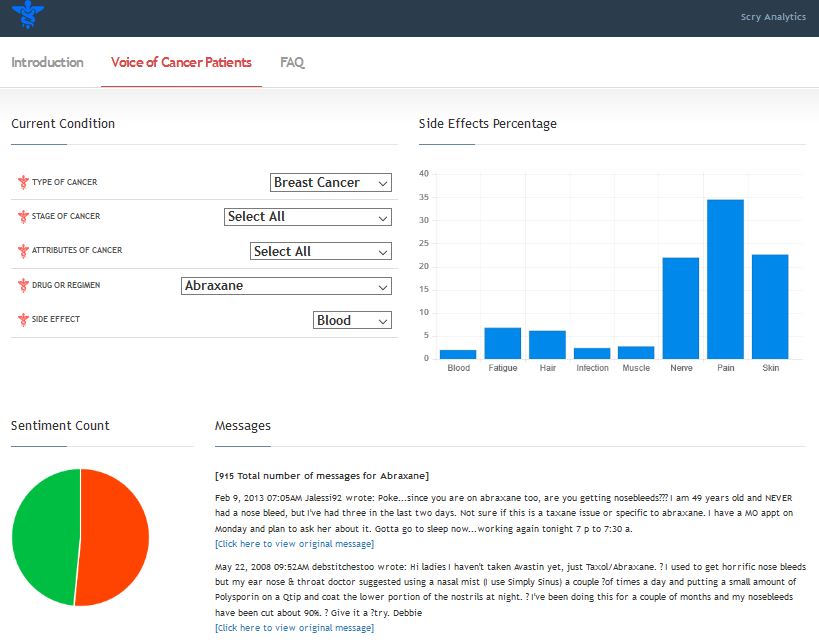 Scry Analytics
Introduction
Voice of Cancer Patients
FAQ
Current Condition
TYPE OF CANCER
Breast Cancer
STAGE OF CANCER
Select All
ATTRIBUTES OF CANCER
Select All
DRUG OR REGIMEN
Abraxane
SIDE EFFECT
Blood
Side Effects Percentage
40
35
30
25
20
15
10
5
0
Blood
Fatigue
Hair
Infection
Muscle
Nerve
Pain
Skin
Sentiment Count
Messages
[915 Total number of messages for Abraxane]
Feb 9, 2013 07:05AM Jalessi92 wrote: Poke...since you are on abraxane too, are you getting nosebleeds??? I am 49 years old and NEVER
had a nose bleed, but I've had three in the last two days. Not sure if this is a taxane issue or specific to abraxane. I have a MO appt on
Monday and plan to ask her about it. Gotta go to sleep now...working again tonight 7 p to 7:30 a.
[Click here to view original message]
May 22, 2008 09:52AM debstitchestoo wrote: Hi ladies I haven't taken Avastin yet, just Taxol/Abraxane. ? I used to get horrific nose bleeds
but my ear nose & throat doctor suggested using a nasal mist (I use Simply Sinus) a couple ?of times a day and putting a small amount of
Polysporin on a Qtip and coat the lower portion of the nostrils at night. ? I've been doing this for a couple of months and my nosebleeds
have been cut about 90%. ? Give it a ?try. Debbie
[Click here to view original message]